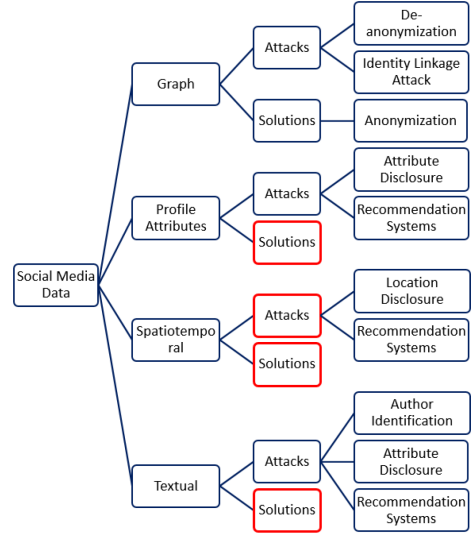 Social Media
Data
Graph
Attacks
De-
anonymization
Identity Linkage
Attack
Solutions
Anonymization
Profile
Attributes
Attacks
Attribute
Disclosure
Recommendation
Systems
Solutions
Spatiotempo
ral
Attacks
Location
Disclosure
Recommendation
Systems
Solutions
Textual
Attacks
Author
Identification
Attribute
Disclosure
Recommendation
Systems
Solutions